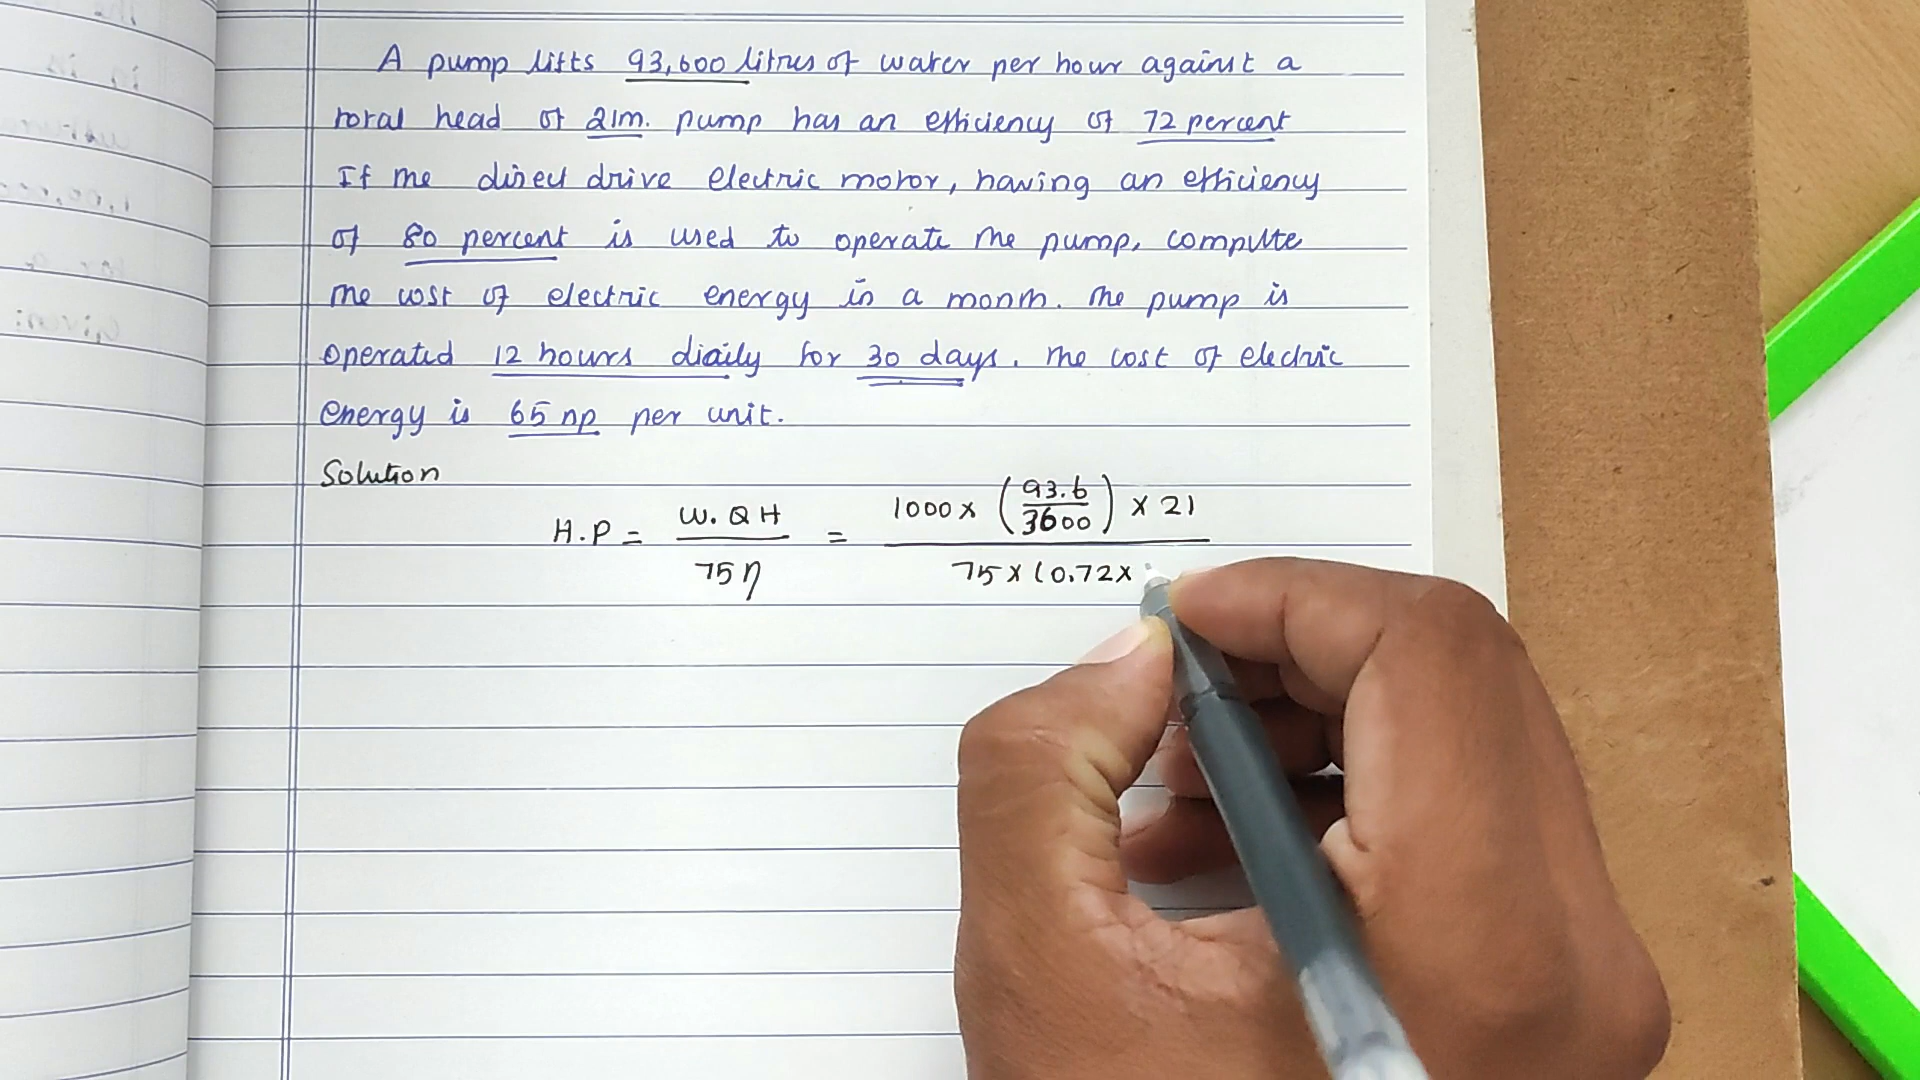 A pump lifts 93,600 litres of water per hour against a
total head of 21m. pump has an efficiency of 72 percent
If the direct drive electric motor, having an efficiency
of 80 percent is used to operate the pump, compute
the cost of electric energy in a month. The pump is
operated 12 hours diaily for 30 days. The cost of electric
energy is 65 np per unit.
Solution
H.P = W.QH / 75η = 1000 x (93.6/3600) x 21 / 75 x (0.72 x